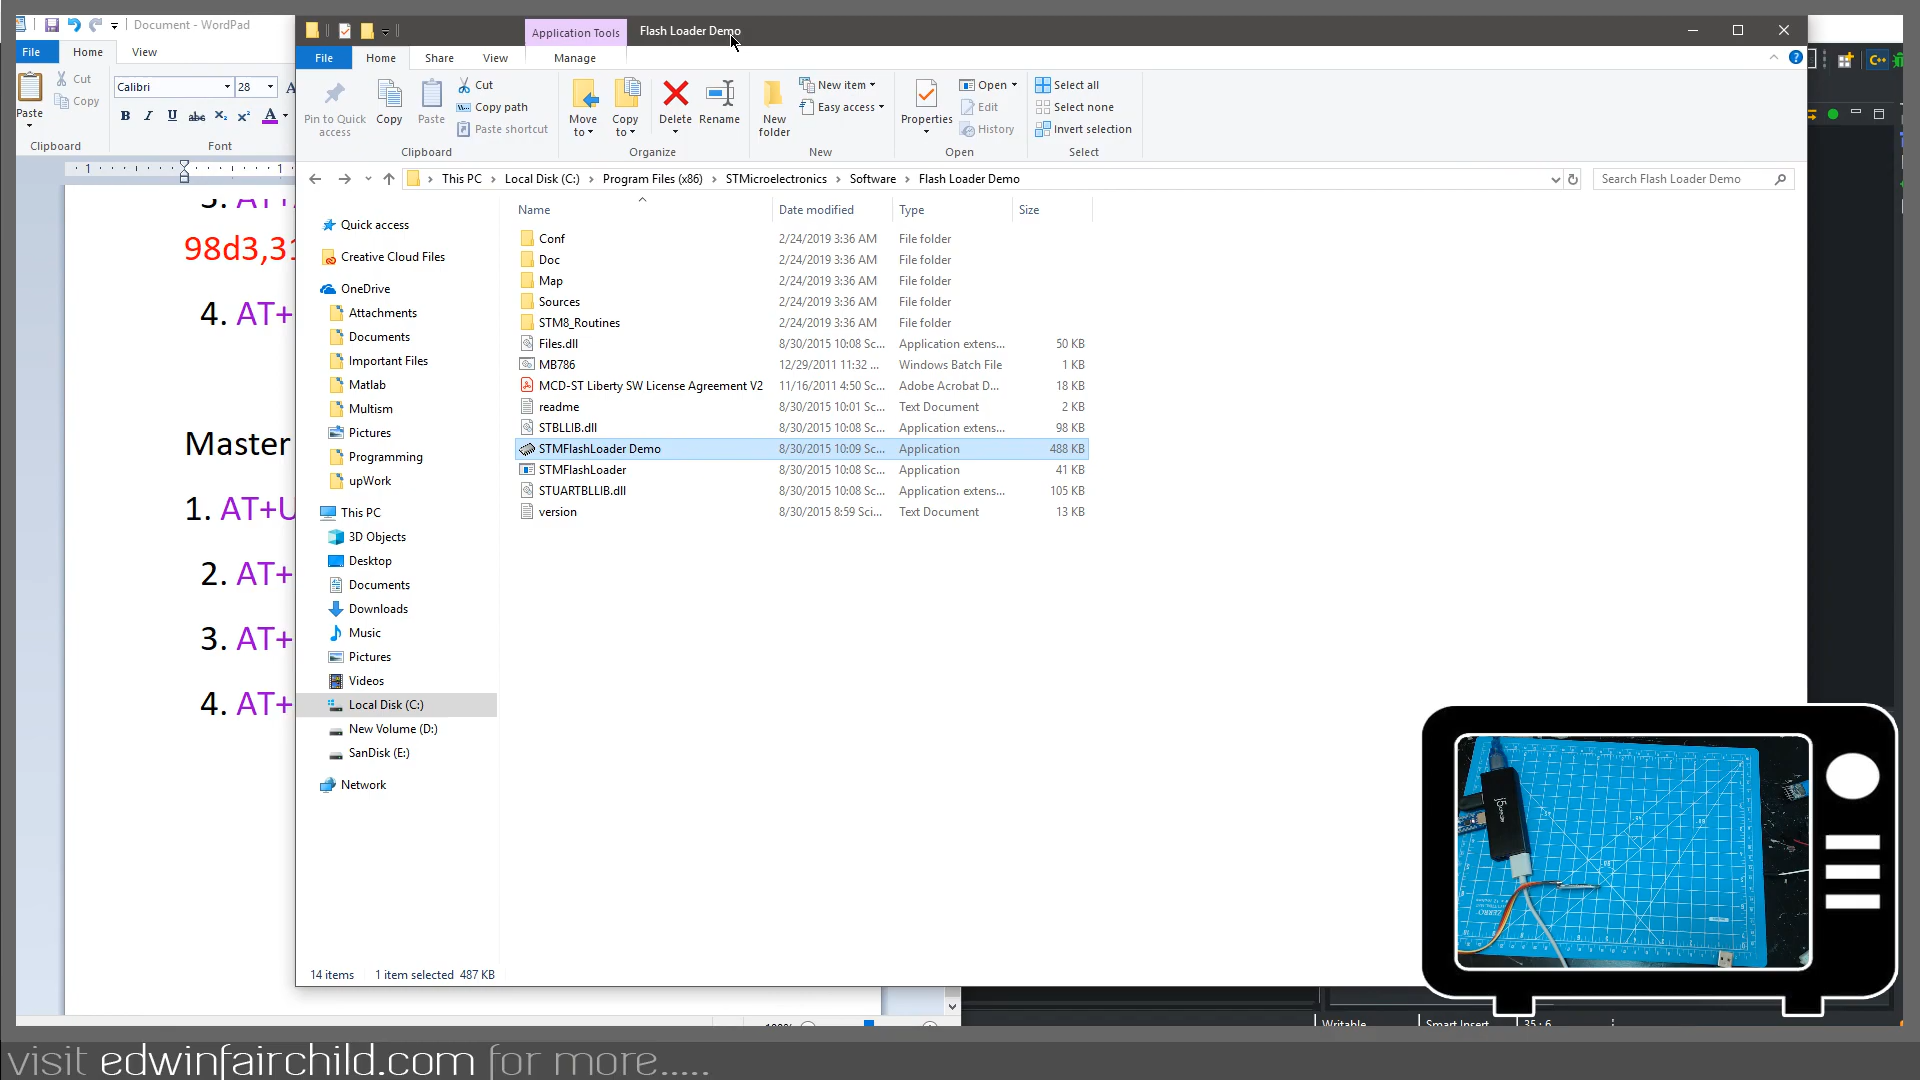 Document - WordPad
File Home View
Cut
Copy
Paste
Clipboard
Calibri 28
B I U abc X₂ X² A
Font
1 1
98d3,31
4. AT+
Master
1. AT+U
2. AT+
3. AT+
4. AT+
Application Tools Flash Loader Demo
File Home Share View Manage
Pin to Quick access
Copy
Paste
Cut
Copy path
Paste shortcut
Clipboard
Move to
Copy to
Delete
Rename
Organize
New folder
New item
Easy access
New
Properties
Open
Edit
History
Open
Select all
Select none
Invert selection
Select
This PC > Local Disk (C:) > Program Files (x86) > STMicroelectronics > Software > Flash Loader Demo
Search Flash Loader Demo
Name Date modified Type Size
Conf 2/24/2019 3:36 AM File folder
Doc 2/24/2019 3:36 AM File folder
Map 2/24/2019 3:36 AM File folder
Sources 2/24/2019 3:36 AM File folder
STM8_Routines 2/24/2019 3:36 AM File folder
Files.dll 8/30/2015 10:08 Sc... Application extens... 50 KB
MB786 12/29/2011 11:32 ... Windows Batch File 1 KB
MCD-ST Liberty SW License Agreement V2 11/16/2011 4:50 Sc... Adobe Acrobat D... 18 KB
readme 8/30/2015 10:01 Sc... Text Document 2 KB
STBLLIB.dll 8/30/2015 10:08 Sc... Application extens... 98 KB
STMFlashLoader Demo 8/30/2015 10:09 Sc... Application 488 KB
STMFlashLoader 8/30/2015 10:08 Sc... Application 41 KB
STUARTBLLIB.dll 8/30/2015 10:08 Sc... Application extens... 105 KB
version 8/30/2015 8:59 Sci... Text Document 13 KB
Quick access
Creative Cloud Files
OneDrive
Attachments
Documents
Important Files
Matlab
Multism
Pictures
Programming
upWork
This PC
3D Objects
Desktop
Documents
Downloads
Music
Pictures
Videos
Local Disk (C:)
New Volume (D:)
SanDisk (E:)
Network
14 items 1 item selected 487 KB
Writable Smart Insert 35 : 6
visit edwinfairchild.com for more.....